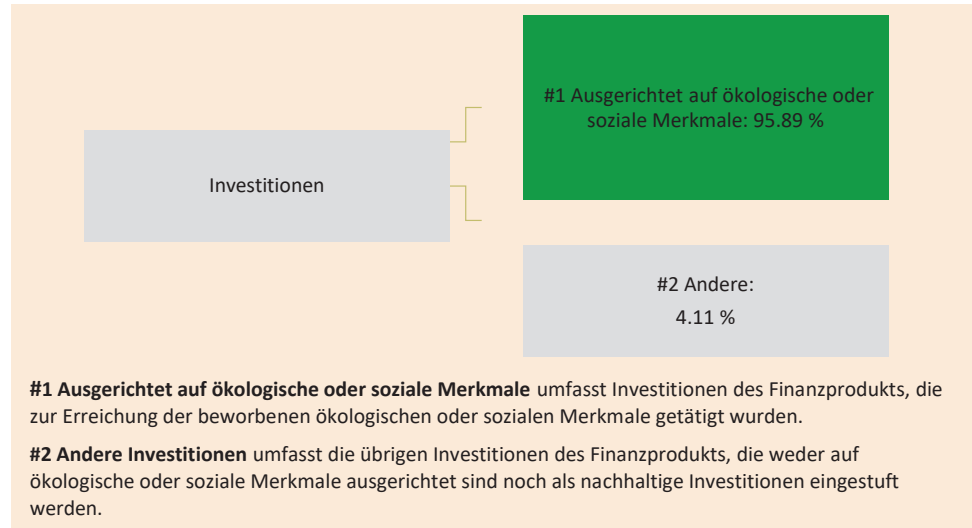 #1 Ausgerichtet auf ökologische oder
soziale Merkmale: 95.89 %
Investitionen
#2 Andere:
4.11 %
#1 Ausgerichtet auf ökologische oder soziale Merkmale umfasst Investitionen des Finanzprodukts, die
zur Erreichung der beworbenen ökologischen oder sozialen Merkmale getätigt wurden.
#2 Andere Investitionen umfasst die übrigen Investitionen des Finanzprodukts, die weder auf
ökologische oder soziale Merkmale ausgerichtet sind noch als nachhaltige Investitionen eingestuft
werden.